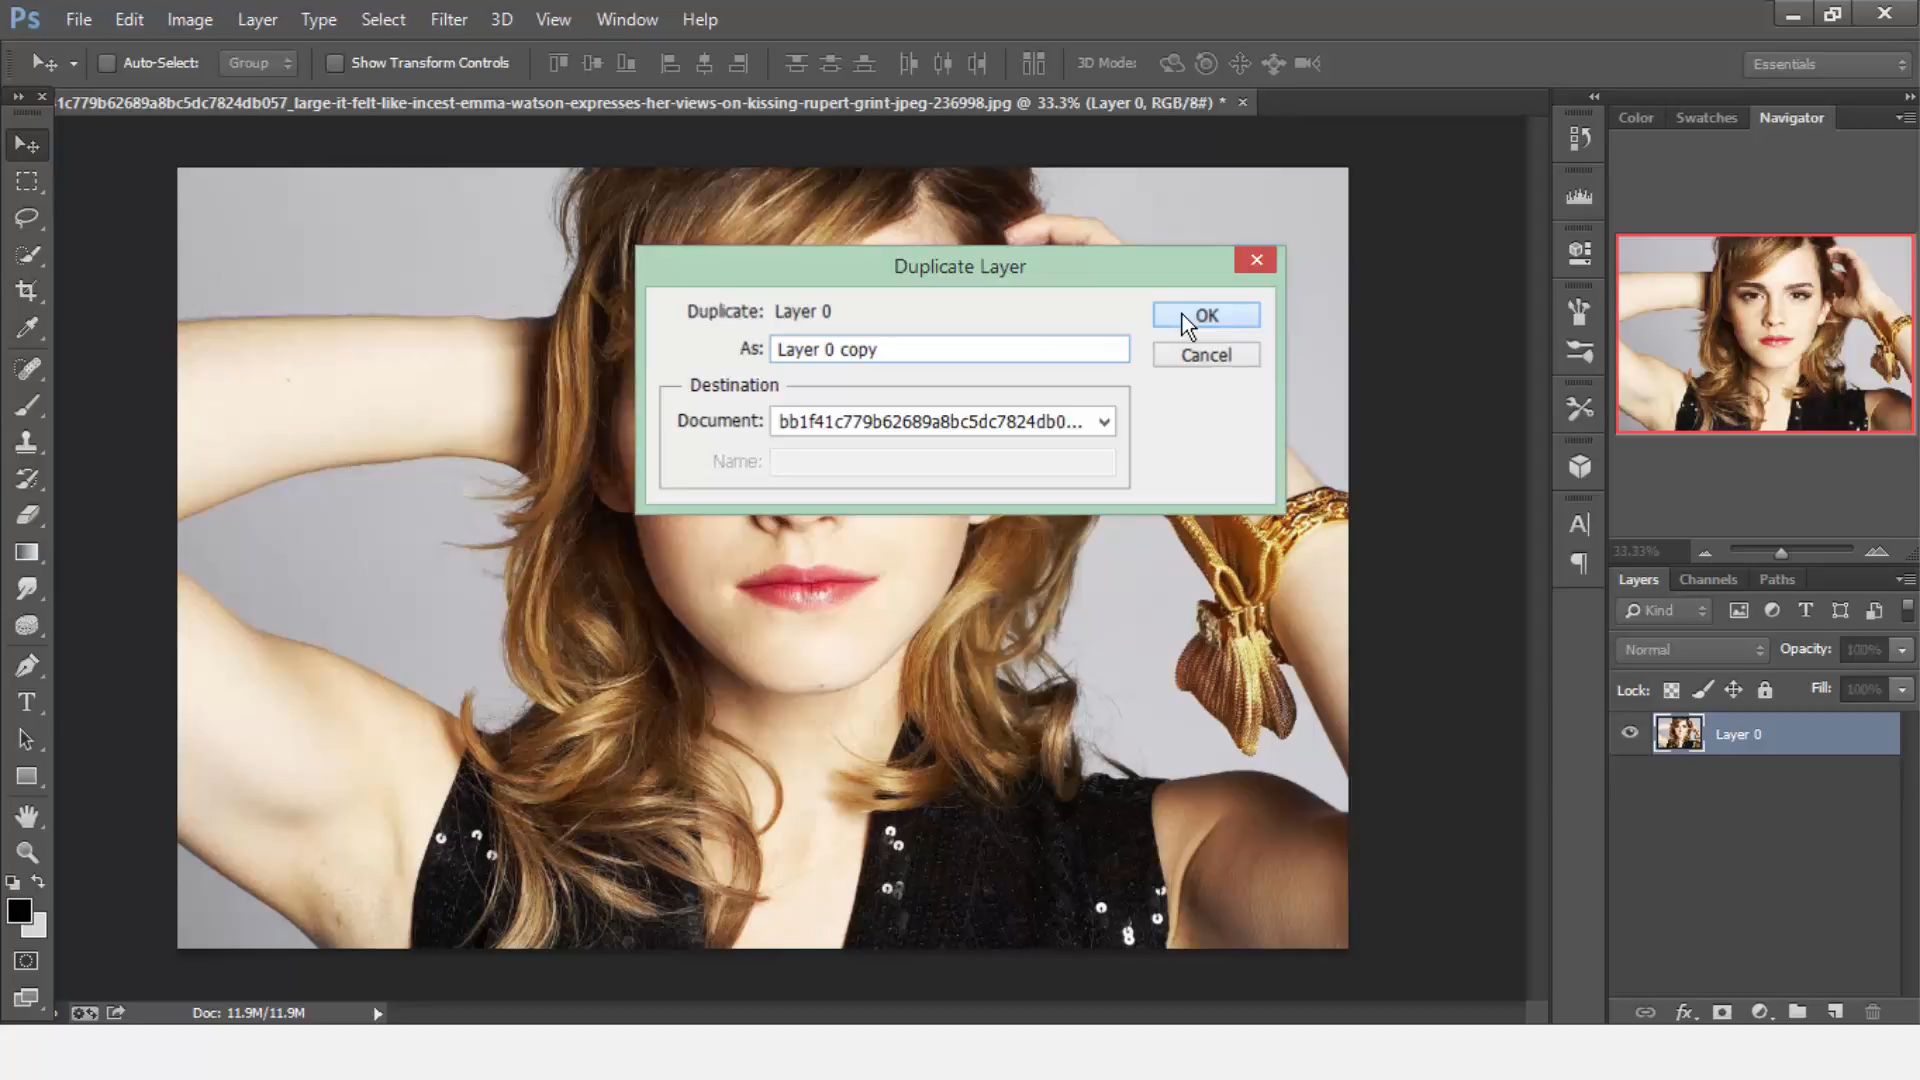 Ps File Edit Image Layer Type Select Filter 3D View Window Help
Auto-Select: Group Show Transform Controls 3D Mode: Essentials
1c779b62689a8bc5dc7824db057_large-it-felt-like-incest-emma-watson-expresses-her-views-on-kissing-rupert-grint-jpeg-236998.jpg @ 33.3% (Layer 0, RGB/8#) *
Color Swatches Navigator
Duplicate Layer
Duplicate: Layer 0
OK
As: Layer 0 copy
Cancel
Destination
Document: bb1f41c779b62689a8bc5dc7824db0...
Name:
33.33%
Layers Channels Paths
Kind
Normal Opacity: 100%
Lock: Fill: 100%
Layer 0
Doc: 11.9M/11.9M